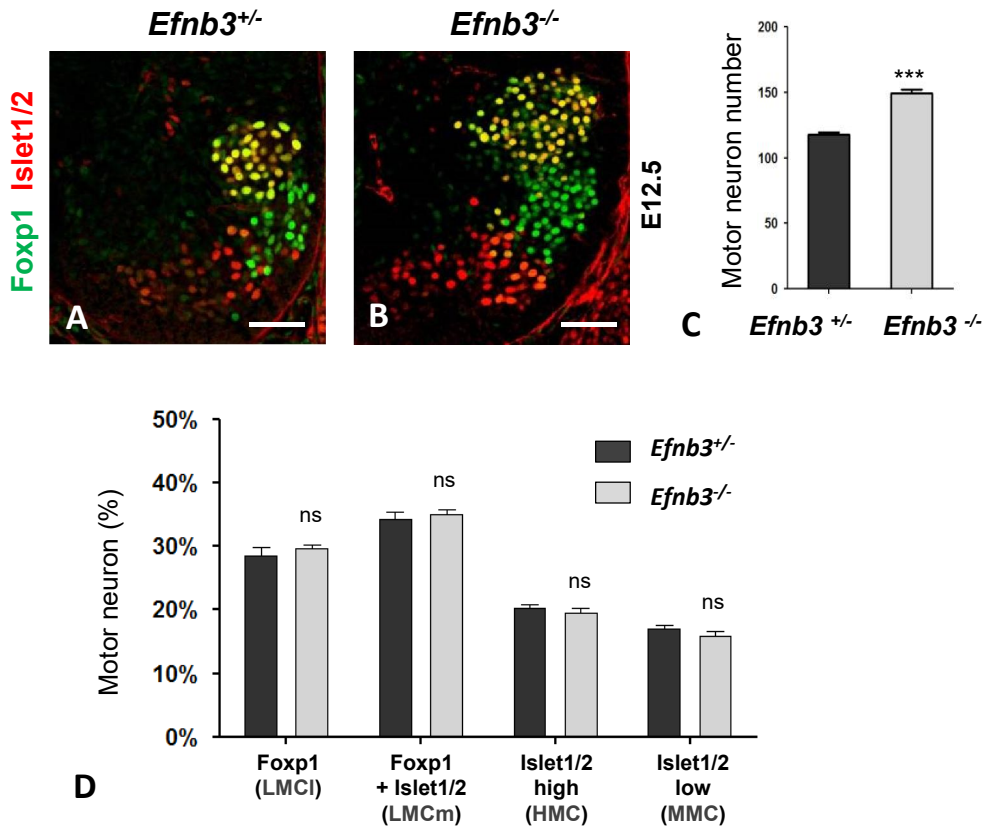 Efnb3+/-
Efnb3-/-
Foxp1 Islet1/2
A
B
E12.5
Motor neuron number
200
150
100
50
0
***
C
Efnb3 +/-
Efnb3 -/-
Motor neuron (%)
50%
40%
30%
20%
10%
0%
Efnb3+/-
Efnb3-/-
ns
ns
ns
ns
Foxp1
(LMCl)
Foxp1
+ Islet1/2
(LMCm)
Islet1/2
high
(HMC)
Islet1/2
low
(MMC)
D